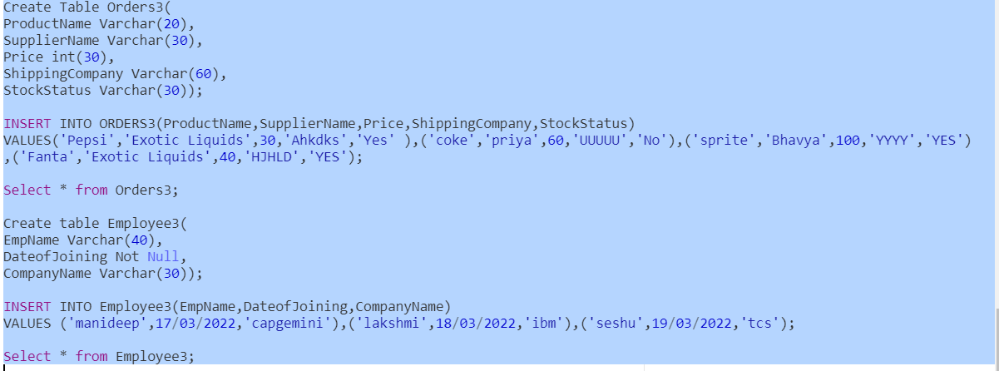 Create Table Orders3(
ProductName Varchar(20),
SupplierName Varchar(30),
Price int(30),
ShippingCompany Varchar(60),
StockStatus Varchar(30));
INSERT INTO ORDERS3(ProductName,SupplierName,Price,ShippingCompany,StockStatus)
VALUES('Pepsi','Exotic Liquids',30,'Ahkdks','Yes' ),('coke','priya',60,'UUUUU','No'),('sprite','Bhavya',100,'YYYY','YES')
,('Fanta','Exotic Liquids',40,'HJHLD','YES');
Select * from Orders3;
Create table Employee3(
EmpName Varchar(40),
DateofJoining Not Null,
CompanyName Varchar(30));
INSERT INTO Employee3(EmpName,DateofJoining,CompanyName)
VALUES ('manideep',17/03/2022,'capgemini'),('lakshmi',18/03/2022,'ibm'),('seshu',19/03/2022,'tcs');
Select * from Employee3;